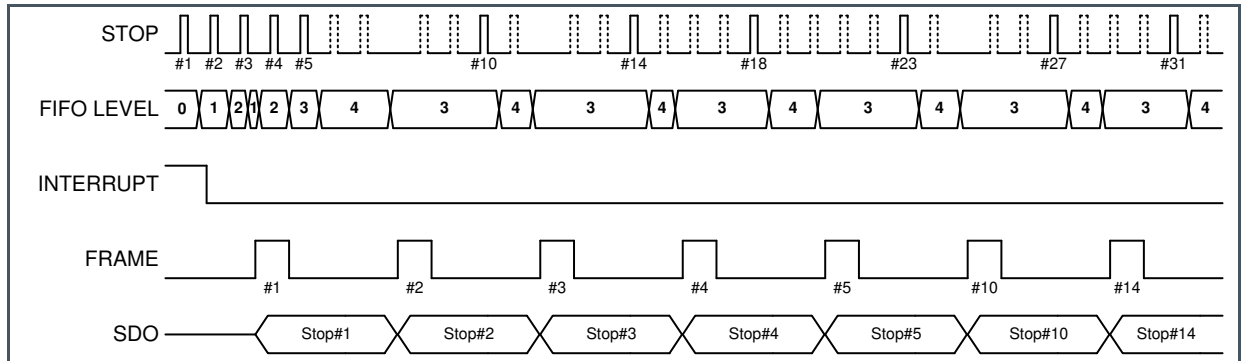 STOP
#1 #2 #3 #4 #5 #10 #14 #18 #23 #27 #31
FIFO LEVEL 0 1 2 1 2 3 4 3 4 3 4 3 4 3 4 3 4 3 4
INTERRUPT
FRAME
#1 #2 #3 #4 #5 #10 #14
SDO Stop#1 Stop#2 Stop#3 Stop#4 Stop#5 Stop#10 Stop#14